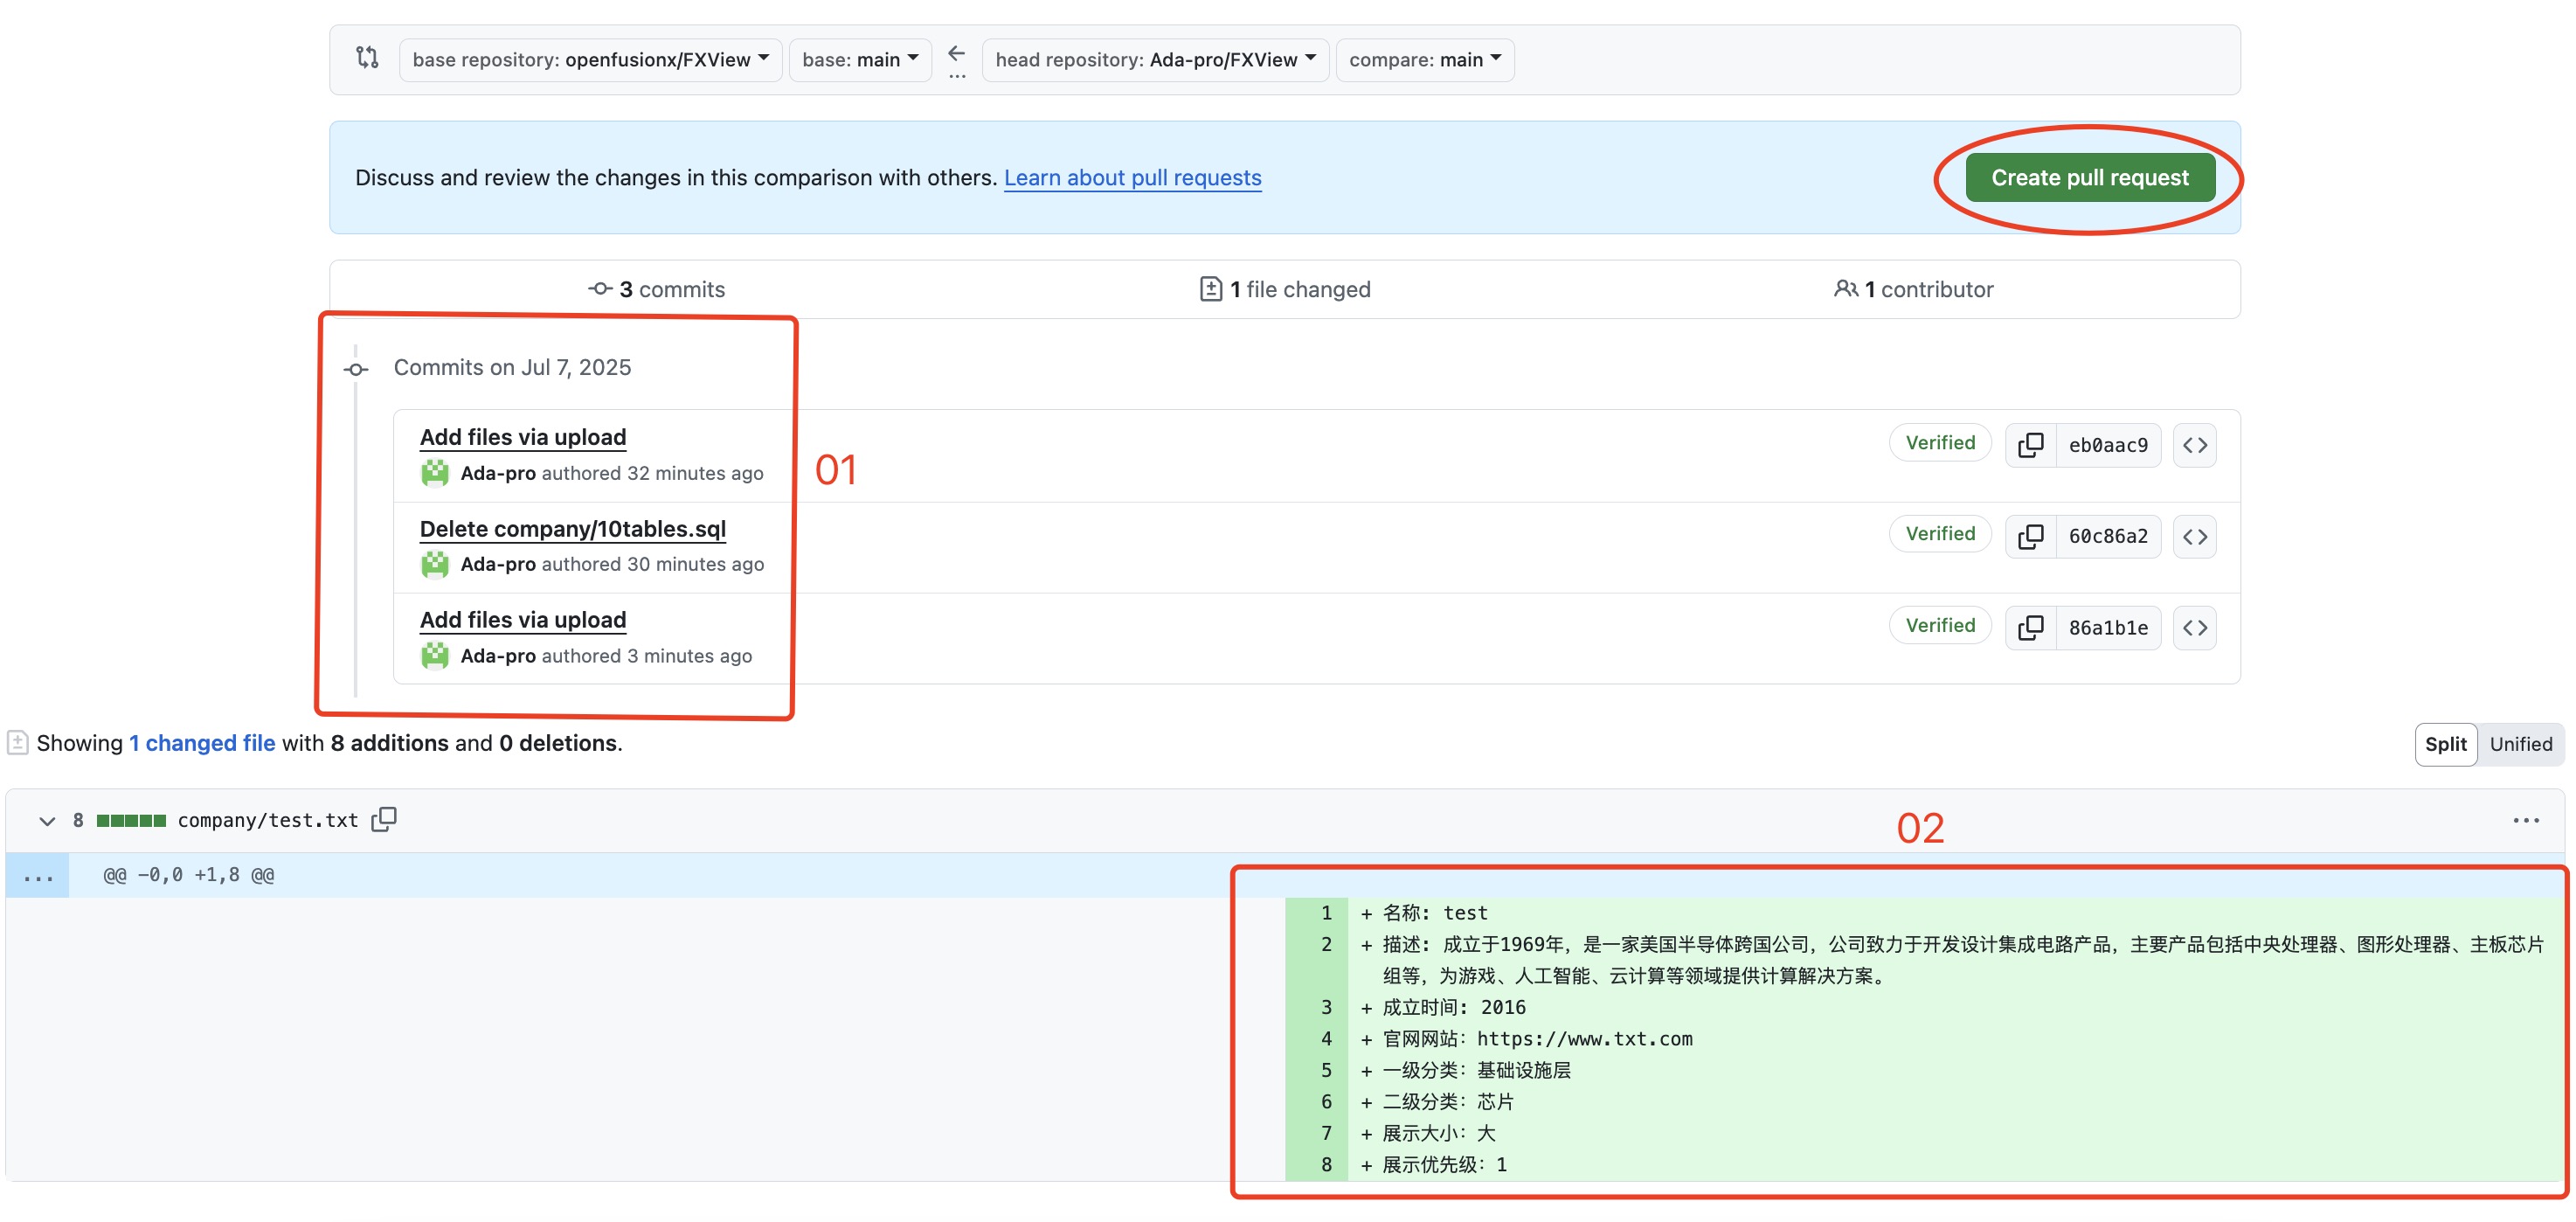 base repository: openfusionx/FXView base: main head repository: Ada-pro/FXView compare: main
Discuss and review the changes in this comparison with others. Learn about pull requests Create pull request
3 commits 1 file changed 1 contributor
Commits on Jul 7, 2025
Add files via upload
Ada-pro authored 32 minutes ago
Verified eb0aac9
01
Delete company/10tables.sql
Ada-pro authored 30 minutes ago
Verified 60c86a2
Add files via upload
Ada-pro authored 3 minutes ago
Verified 86a1b1e
Showing 1 changed file with 8 additions and 0 deletions.
Split Unified
8 company/test.txt
02
... @@ -0,0 +1,8 @@
1 + 名称: test
2 + 描述: 成立于1969年，是一家美国半导体跨国公司，公司致力于开发设计集成电路产品，主要产品包括中央处理器、图形处理器、主板芯片
组等，为游戏、人工智能、云计算等领域提供计算解决方案。
3 + 成立时间: 2016
4 + 官网网站：https://www.txt.com
5 + 一级分类：基础设施层
6 + 二级分类：芯片
7 + 展示大小：大
8 + 展示优先级：1